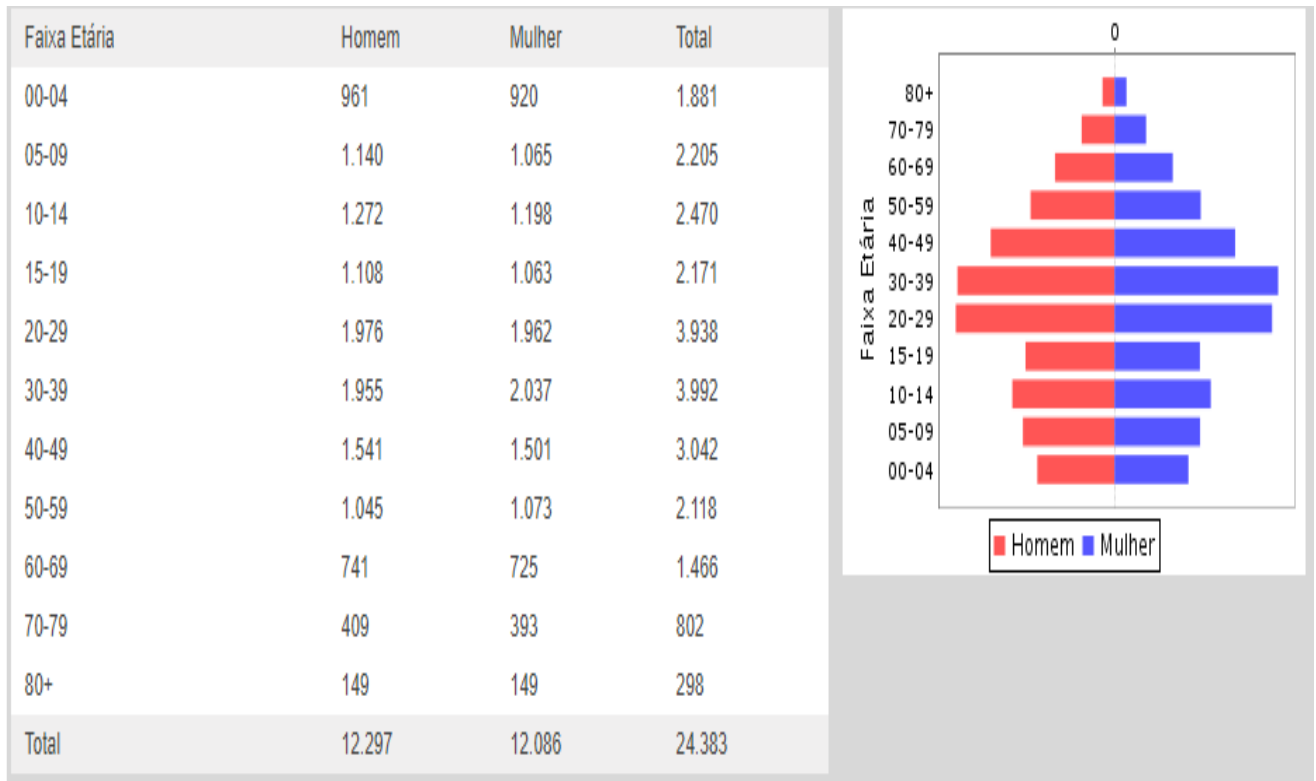 Faixa Etária Homem Mulher Total
00-04 961 920 1.881
05-09 1.140 1.065 2.205
10-14 1.272 1.198 2.470
15-19 1.108 1.063 2.171
20-29 1.976 1.962 3.938
30-39 1.955 2.037 3.992
40-49 1.541 1.501 3.042
50-59 1.045 1.073 2.118
60-69 741 725 1.466
70-79 409 393 802
80+ 149 149 298
Total 12.297 12.086 24.383
0
Faixa Etária
80+
70-79
60-69
50-59
40-49
30-39
20-29
15-19
10-14
05-09
00-04
Homem Mulher